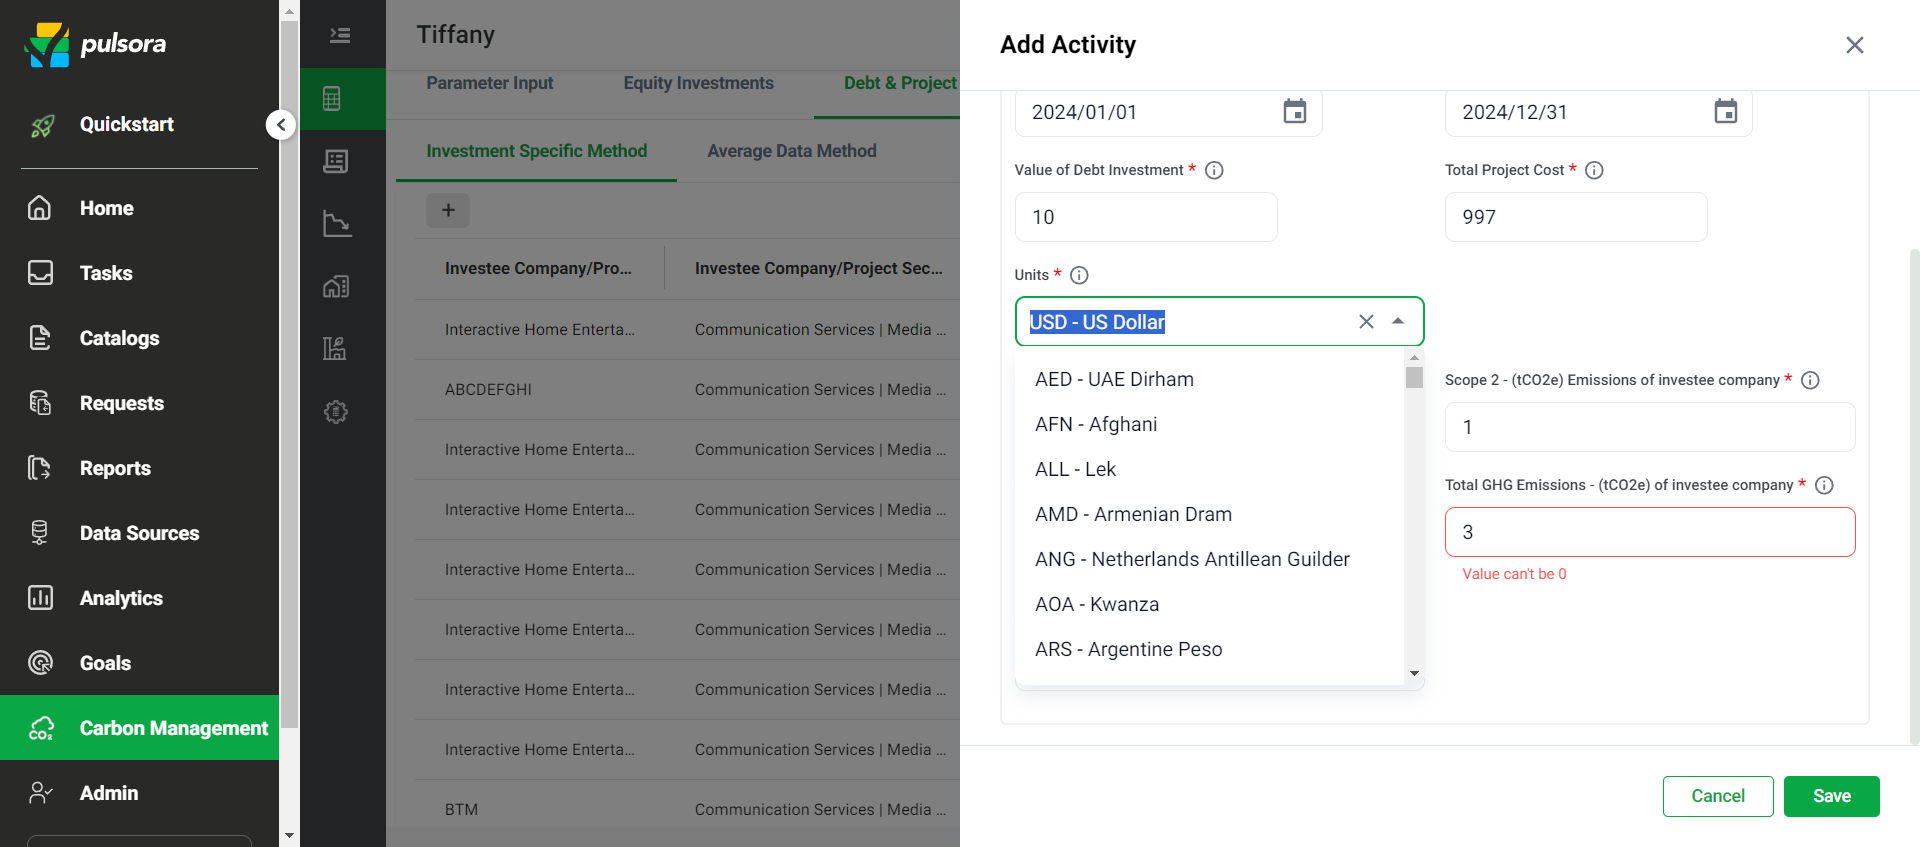 pulsora
Quickstart
Home
Tasks
Catalogs
Requests
Reports
Data Sources
Analytics
Goals
CO₂
Carbon Management
Admin
Tiffany
Parameter Input
Equity Investments
Debt & Project
Investment Specific Method
Average Data Method
+
Investee Company/Pro...
Investee Company/Project Sec...
Interactive Home Enterta...
Communication Services | Media ...
ABCDEFGHI
Communication Services | Media ...
Interactive Home Enterta...
Communication Services | Media ...
Interactive Home Enterta...
Communication Services | Media ...
Interactive Home Enterta...
Communication Services | Media ...
Interactive Home Enterta...
Communication Services | Media ...
Interactive Home Enterta...
Communication Services | Media ...
Interactive Home Enterta...
Communication Services | Media ...
BTM
Communication Services | Media ...
Add Activity
2024/01/01
2024/12/31
Value of Debt Investment *
Total Project Cost *
10
997
Units *
USD - US Dollar
AED - UAE Dirham
AFN - Afghani
ALL - Lek
AMD - Armenian Dram
ANG - Netherlands Antillean Guilder
AOA - Kwanza
ARS - Argentine Peso
Scope 2 - (tCO2e) Emissions of investee company *
1
Total GHG Emissions - (tCO2e) of investee company *
3
Value can't be 0
Cancel
Save